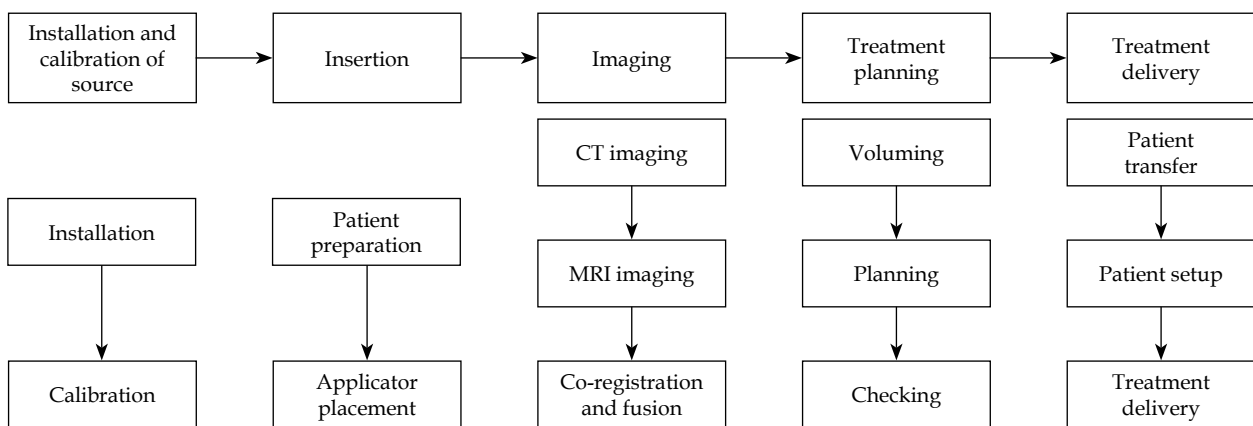 Installation and
calibration of
source
Insertion
Imaging
Treatment
planning
Treatment
delivery
CT imaging
Voluming
Patient
transfer
Installation
Patient
preparation
MRI imaging
Planning
Patient setup
Calibration
Applicator
placement
Co-registration
and fusion
Checking
Treatment
delivery